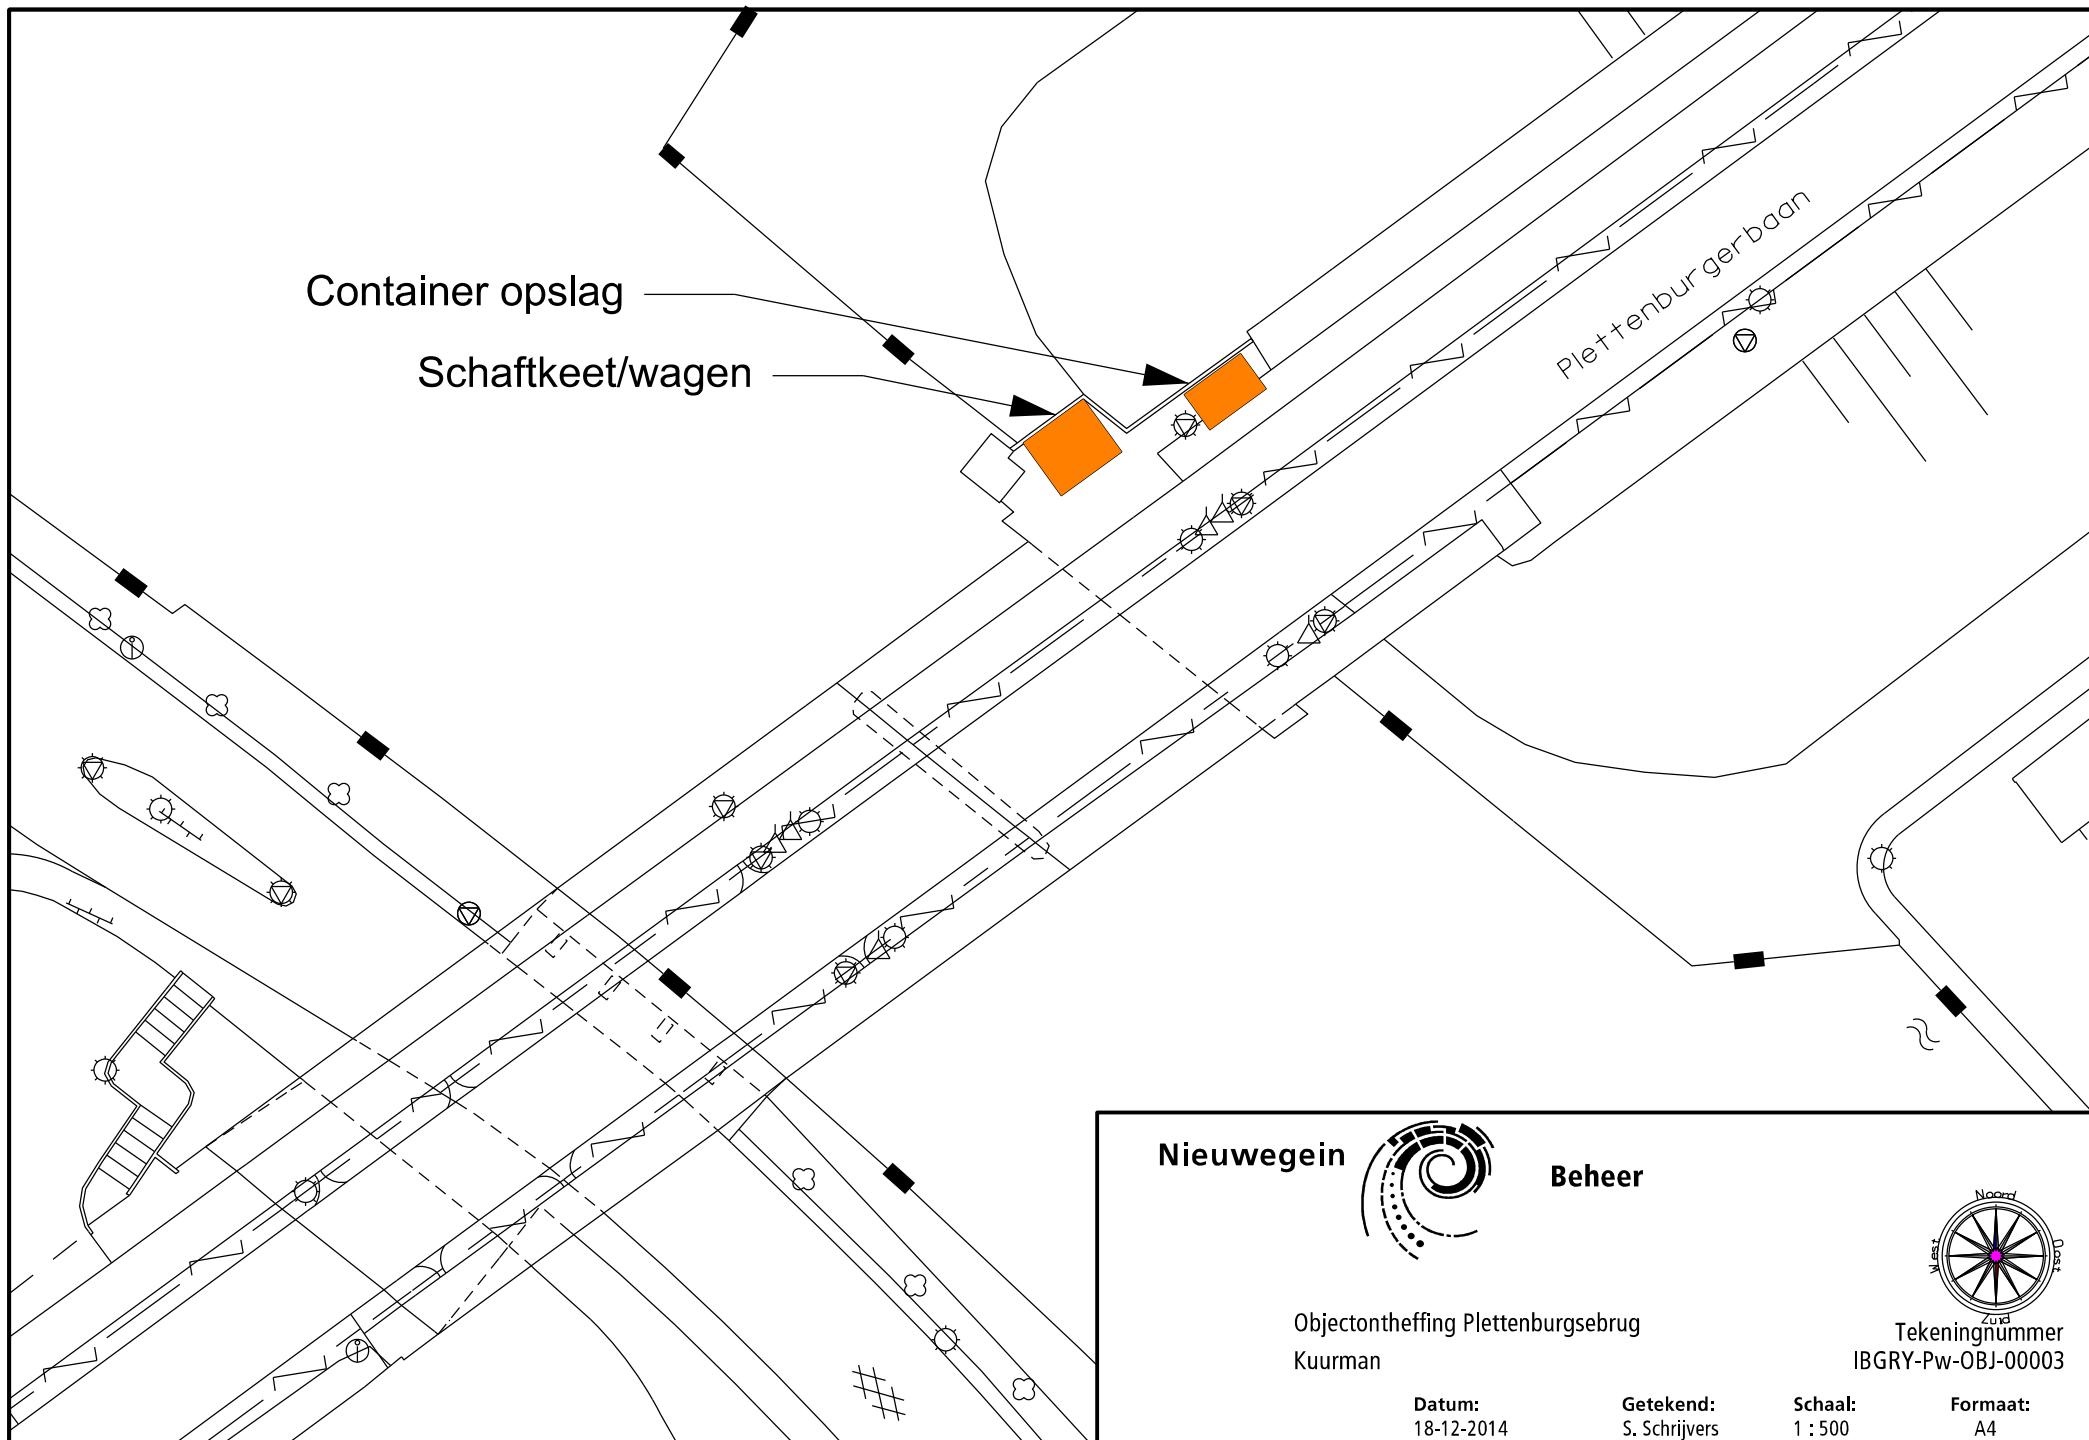 Container opslag
Schaftkeet/wagen
Plettenburgerbaan
Nieuwegein
Beheer
Noord
West
Oost
Zuid
Objectontheffing Plettenburgsebrug
Kuurman
Tekeningnummer
IBGRY-Pw-OBJ-00003
Datum: Getekend: Schaal: Formaat:
18-12-2014 S. Schrijvers 1 : 500 A4